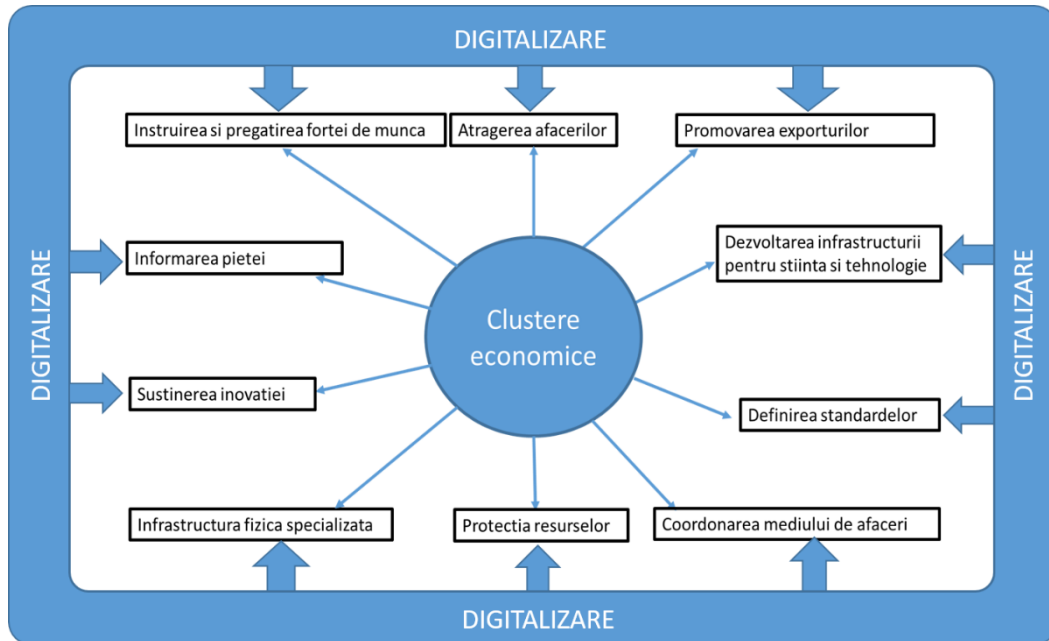 DIGITALIZARE
Instruirea si pregatirea fortei de munca
Atragerea afacerilor
Promovarea exporturilor
DIGITALIZARE
Informarea pietei
Dezvoltarea infrastructurii
pentru stiinta si tehnologie
DIGITALIZARE
Clustere
economice
Sustinerea inovatiei
Definirea standardelor
Infrastructura fizica specializata
Protectia resurselor
Coordonarea mediului de afaceri
DIGITALIZARE